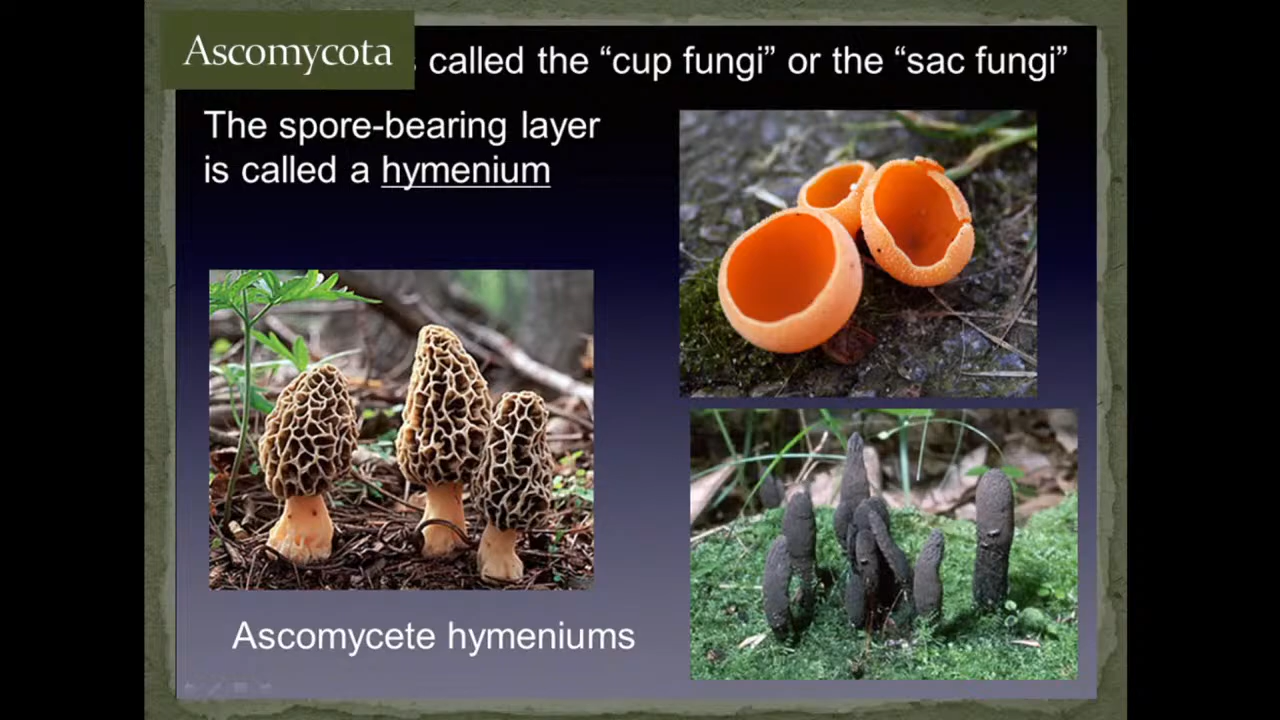 Ascomycota called the “cup fungi” or the “sac fungi”
The spore-bearing layer
is called a hymenium
Ascomycete hymeniums